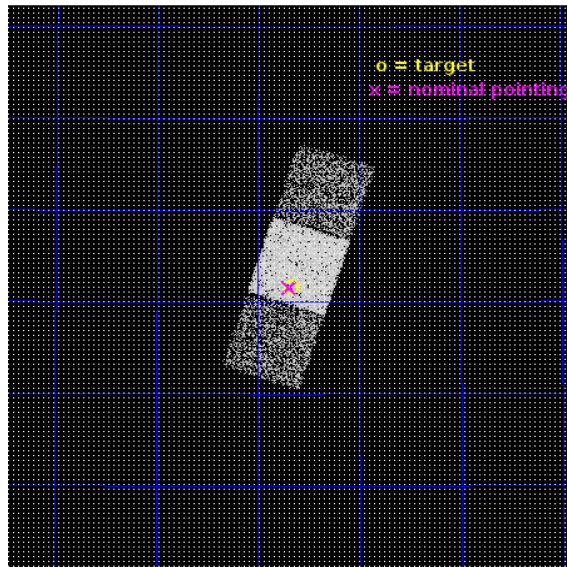 o = target
x = nominal pointing